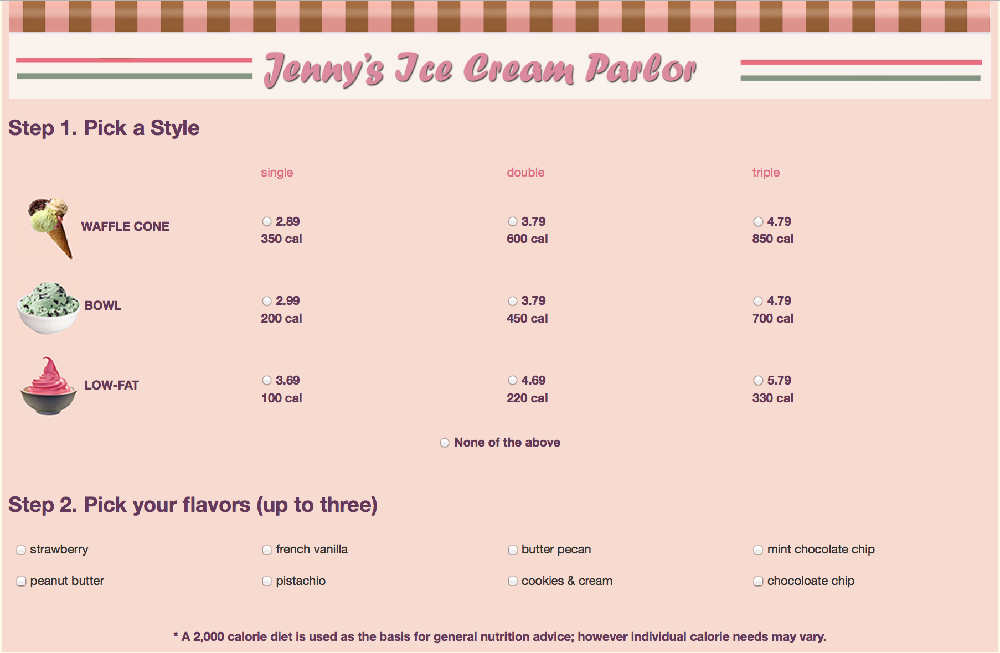 Jenny's Ice Cream Parlor
Step 1. Pick a Style
single double triple
WAFFLE CONE 2.89 3.79 4.79
350 cal 600 cal 850 cal
BOWL 2.99 3.79 4.79
200 cal 450 cal 700 cal
LOW-FAT 3.69 4.69 5.79
100 cal 220 cal 330 cal
None of the above
Step 2. Pick your flavors (up to three)
strawberry french vanilla butter pecan mint chocolate chip
peanut butter pistachio cookies & cream chocoloate chip
* A 2,000 calorie diet is used as the basis for general nutrition advice; however individual calorie needs may vary.